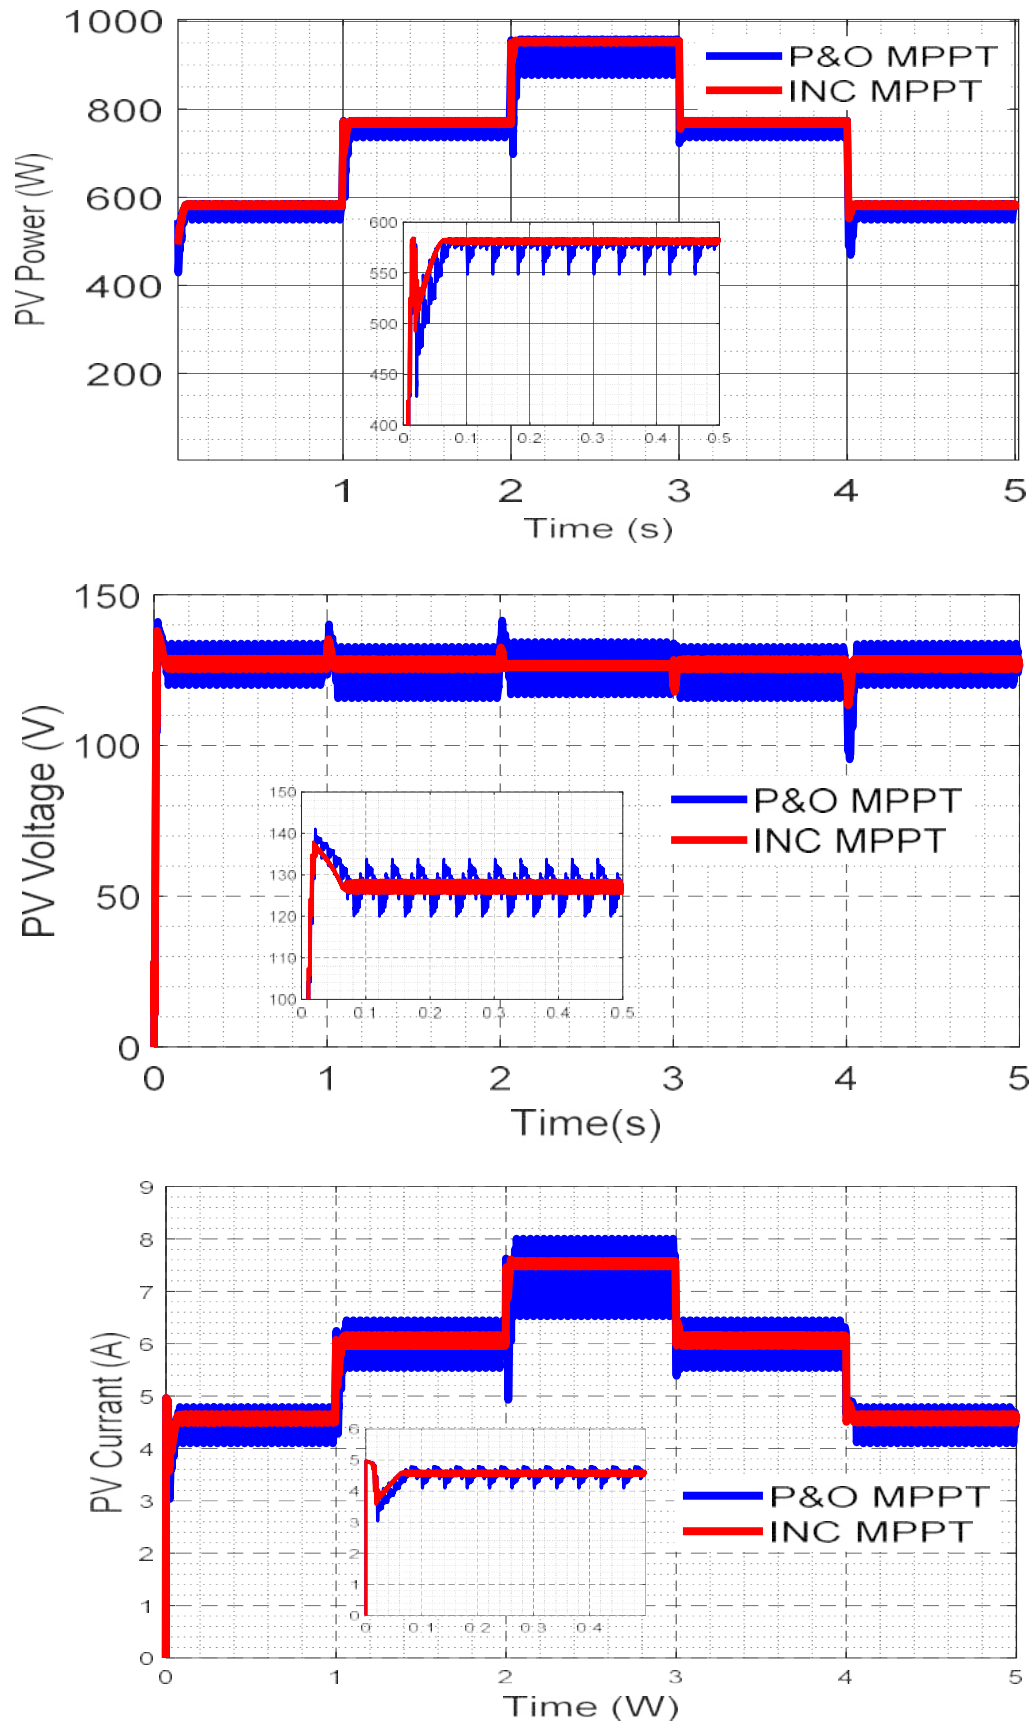 1000
800
600
400
200
PV Power (W)
P&O MPPT
INC MPPT
600
550
500
450
400
0 0.1 0.2 0.3 0.4 0.5
1 2 3 4 5
Time (s)
150
100
50
0
PV Voltage (V)
150
140
130
120
110
100
0 0.1 0.2 0.3 0.4 0.5
P&O MPPT
INC MPPT
0 1 2 3 4 5
Time(s)
9
8
7
6
5
4
3
2
1
0
PV Currant (A)
6
5
4
3
2
1
0
0 0.1 0.2 0.3 0.4
P&O MPPT
INC MPPT
0 1 2 3 4 5
Time (W)